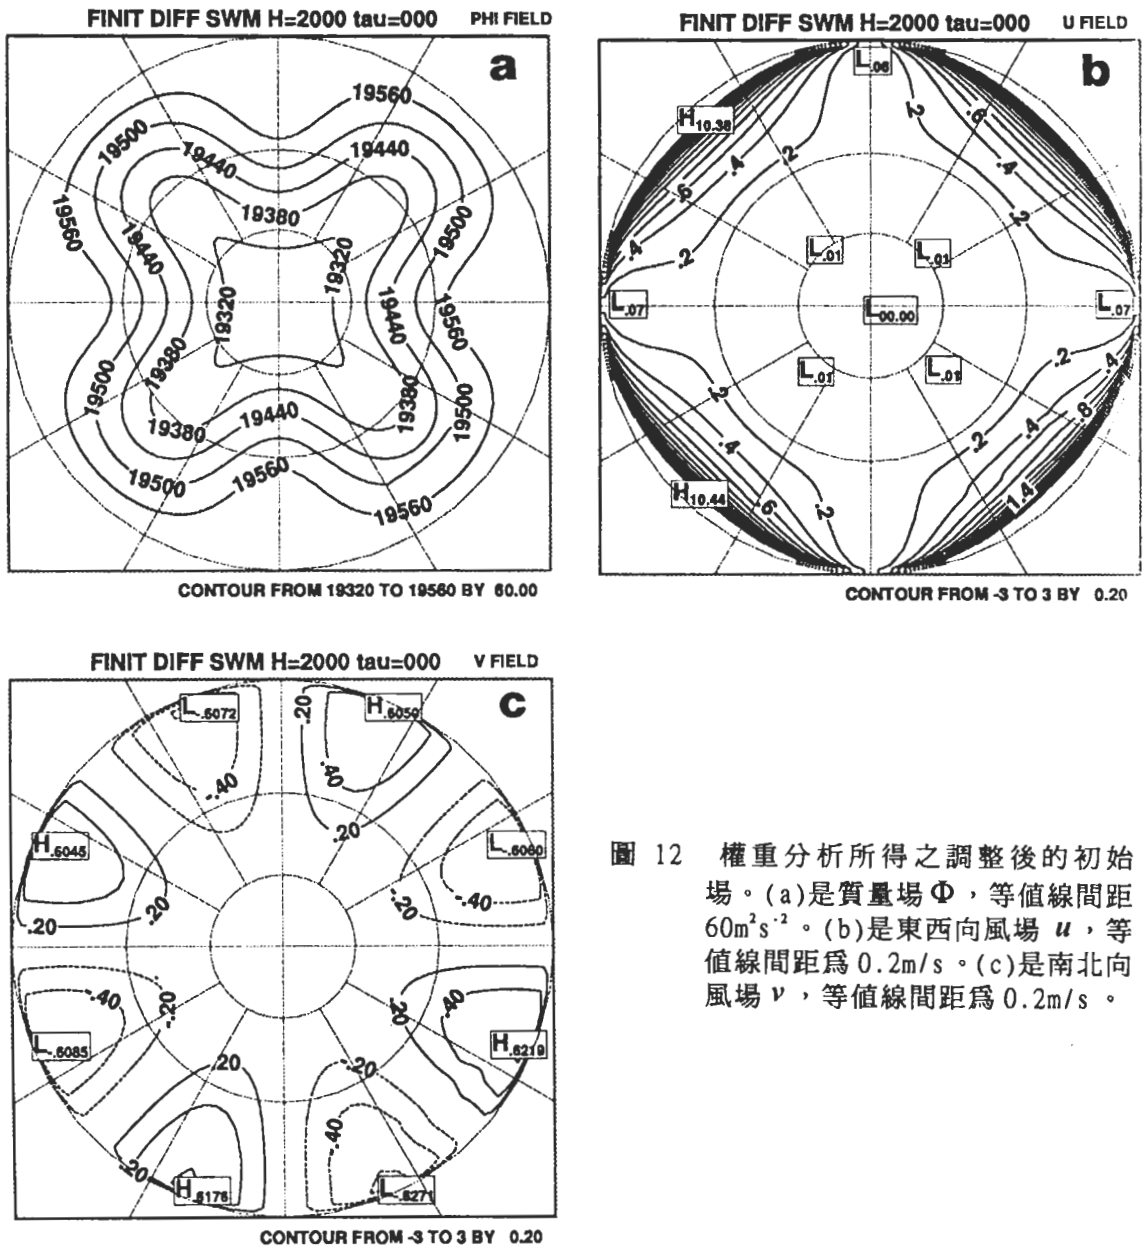 FINIT DIFF SWM H=2000 tau=000 PHI FIELD
a
19560
19500
19440
19440
19380
19560
19500
19440
19320
19320
19440
19560
19380
19500
19380
19500
19440
19380
19500
19560
19560
CONTOUR FROM 19320 TO 19560 BY 60.00
FINIT DIFF SWM H=2000 tau=000 U FIELD
b
L.06
H10.38
.2
.6
.2
.4
.4
.6
.2
.4
.2
L.01
L.01
L.07
L00.00
L.07
L.01
L.01
.2
.4
.2
.8
.4
.2
.4
H10.44
.6
.2
1.4
CONTOUR FROM -3 TO 3 BY 0.20
FINIT DIFF SWM H=2000 tau=000 V FIELD
c
L-.6072
.20
H.6059
-.40
.40
.20
H.6045
L-.6060
.20
.20
-.20
-.40
-.40
-.20
.20
.40
L-.6085
H.6219
.20
-.20
-.40
.20
H.6176
L-.6271
CONTOUR FROM -3 TO 3 BY 0.20
圖 12 權重分析所得之調整後的初始
場。(a)是質量場Φ，等值線間距
60m²s⁻²。(b)是東西向風場 u，等
值線間距爲0.2m/s。(c)是南北向
風場 v，等值線間距爲0.2m/s。